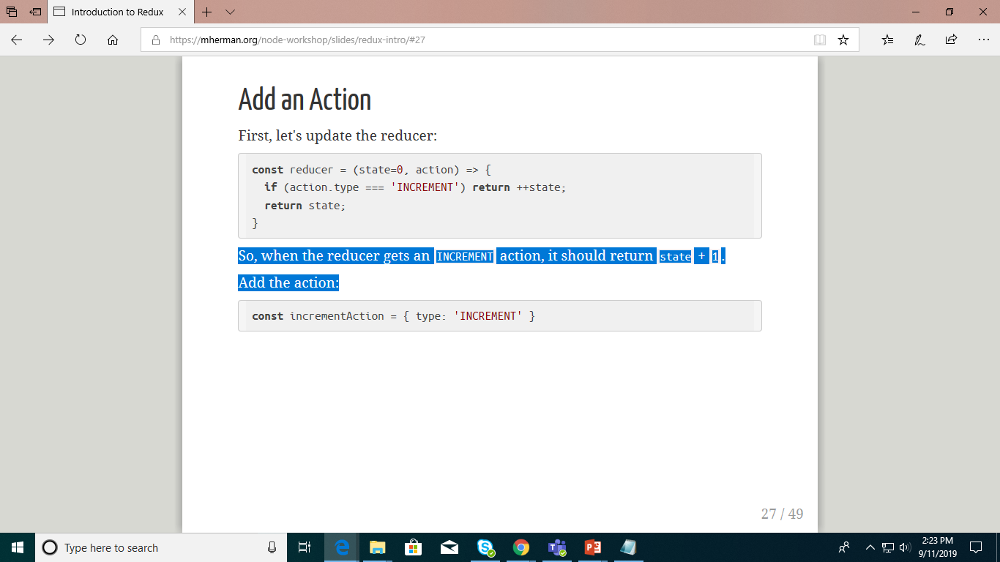 Introduction to Redux
https://mherman.org/node-workshop/slides/redux-intro/#27
Add an Action
First, let's update the reducer:
const reducer = (state=0, action) => {
if (action.type === 'INCREMENT') return ++state;
return state;
}
So, when the reducer gets an INCREMENT action, it should return state + 1.
Add the action:
const incrementAction = { type: 'INCREMENT' }
27 / 49
Type here to search
2:23 PM
9/11/2019